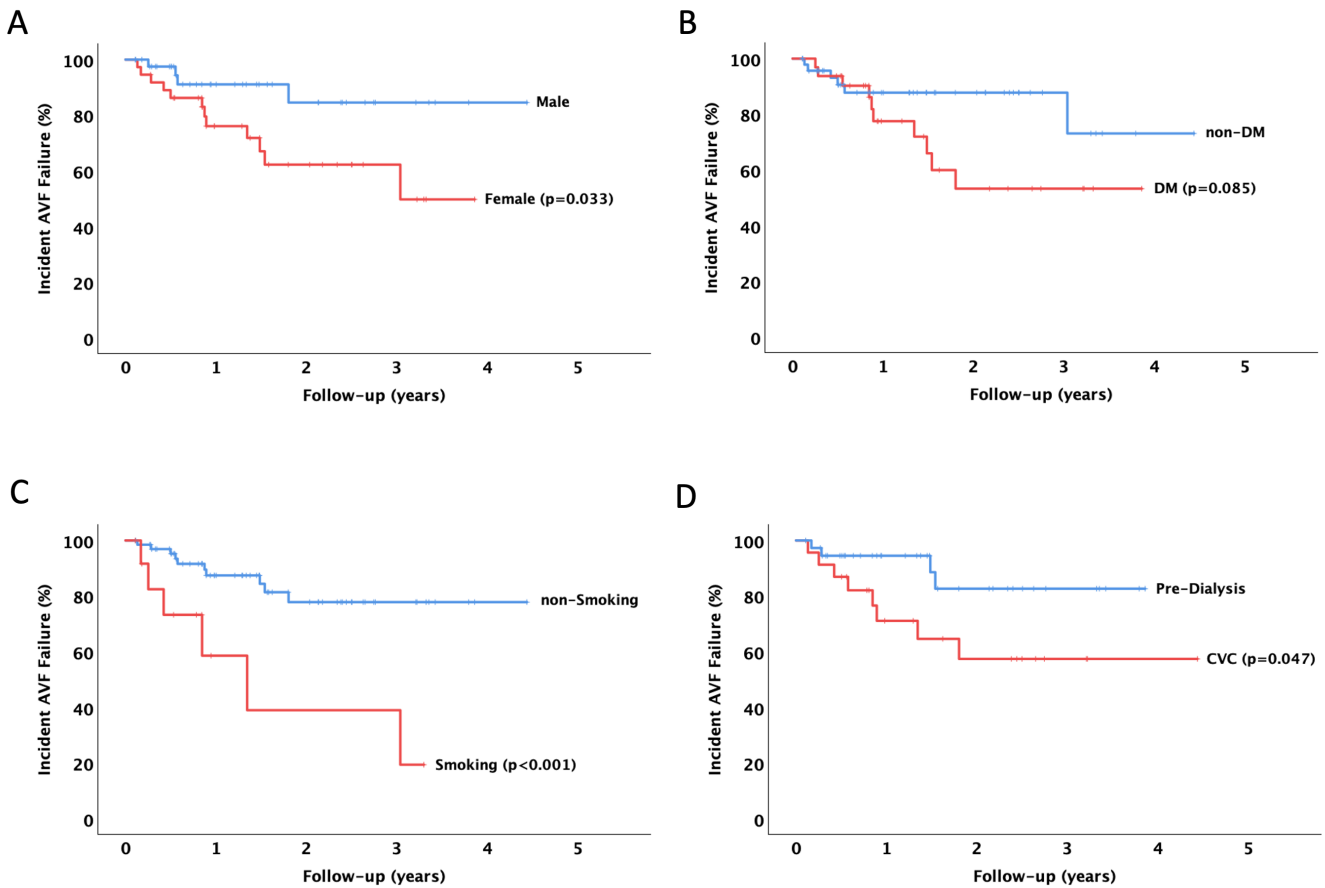 A
Incident AVF Failure (%)
100
80
60
40
20
0
Male
Female (p=0.033)
0 1 2 3 4 5
Follow-up (years)
B
Incident AVF Failure (%)
100
80
60
40
20
0
non-DM
DM (p=0.085)
0 1 2 3 4 5
Follow-up (years)
C
Incident AVF Failure (%)
100
80
60
40
20
0
non-Smoking
Smoking (p<0.001)
0 1 2 3 4 5
Follow-up (years)
D
Incident AVF Failure (%)
100
80
60
40
20
0
Pre-Dialysis
CVC (p=0.047)
0 1 2 3 4 5
Follow-up (years)